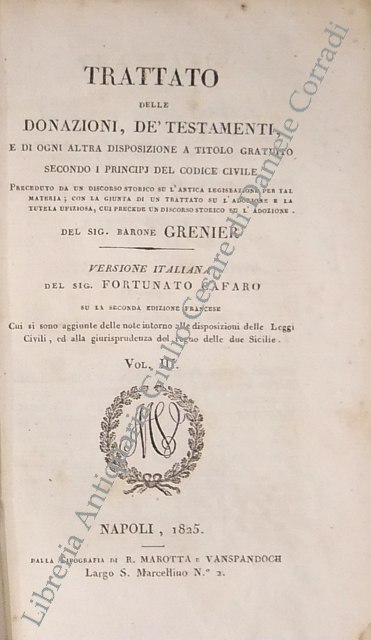 TRATTATO
DELLE
DONAZIONI, DE' TESTAMENTI,
E DI OGNI ALTRA DISPOSIZIONE A TITOLO GRATUITO
SECONDO I PRINCIPJ DEL CODICE CIVILE,
PRECEDUTO DA UN DISCORSO STORICO SU L'ANTICA LEGISLAZIONE PER TAL
MATERIA; CON LA GIUNTA DI UN TRATTATO SU L'ADOZIONE E LA
TUTELA UFIZIOSA, CUI PRECEDE UN DISCORSO STORICO SU L'ADOZIONE.
DEL SIG. BARONE GRENIER
VERSIONE ITALIANA
DEL SIG. FORTUNATO CAFARO
SU LA SECONDA EDIZIONE FRANCESE
Cui si sono aggiunte delle note intorno alle disposizioni delle Leggi
Civili, ed alla giurisprudenza del regno delle due Sicilie.
VOL. III.
NAPOLI, 1825.
DALLA TIPOGRAFIA DI R. MAROTTA E VANSPANDOCH
Largo S. Marcellino N.º 2.
Libreria Antiquaria Giulio Cesare di Daniele Corradi